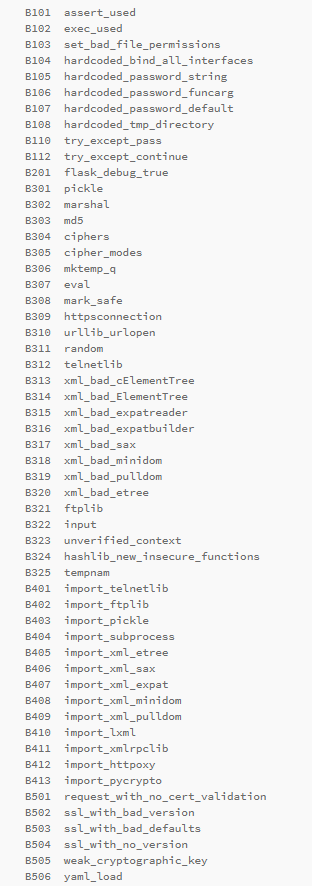 B101 assert_used
B102 exec_used
B103 set_bad_file_permissions
B104 hardcoded_bind_all_interfaces
B105 hardcoded_password_string
B106 hardcoded_password_funcarg
B107 hardcoded_password_default
B108 hardcoded_tmp_directory
B110 try_except_pass
B112 try_except_continue
B201 flask_debug_true
B301 pickle
B302 marshal
B303 md5
B304 ciphers
B305 cipher_modes
B306 mktemp_q
B307 eval
B308 mark_safe
B309 httpsconnection
B310 urllib_urlopen
B311 random
B312 telnetlib
B313 xml_bad_cElementTree
B314 xml_bad_ElementTree
B315 xml_bad_expatreader
B316 xml_bad_expatbuilder
B317 xml_bad_sax
B318 xml_bad_minidom
B319 xml_bad_pulldom
B320 xml_bad_etree
B321 ftplib
B322 input
B323 unverified_context
B324 hashlib_new_insecure_functions
B325 tempnam
B401 import_telnetlib
B402 import_ftplib
B403 import_pickle
B404 import_subprocess
B405 import_xml_etree
B406 import_xml_sax
B407 import_xml_expat
B408 import_xml_minidom
B409 import_xml_pulldom
B410 import_lxml
B411 import_xmlrpclib
B412 import_httpoxy
B413 import_pycrypto
B501 request_with_no_cert_validation
B502 ssl_with_bad_version
B503 ssl_with_bad_defaults
B504 ssl_with_no_version
B505 weak_cryptographic_key
B506 yaml_load